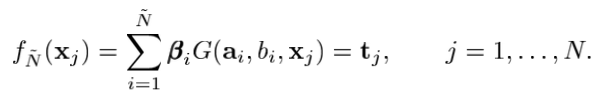 $f_{\tilde{N}}(\mathbf{x}_j) = \sum_{i=1}^{\tilde{N}} \boldsymbol{\beta}_i G(\mathbf{a}_i, b_i, \mathbf{x}_j) = \mathbf{t}_j, \qquad j = 1, \ldots, N.$